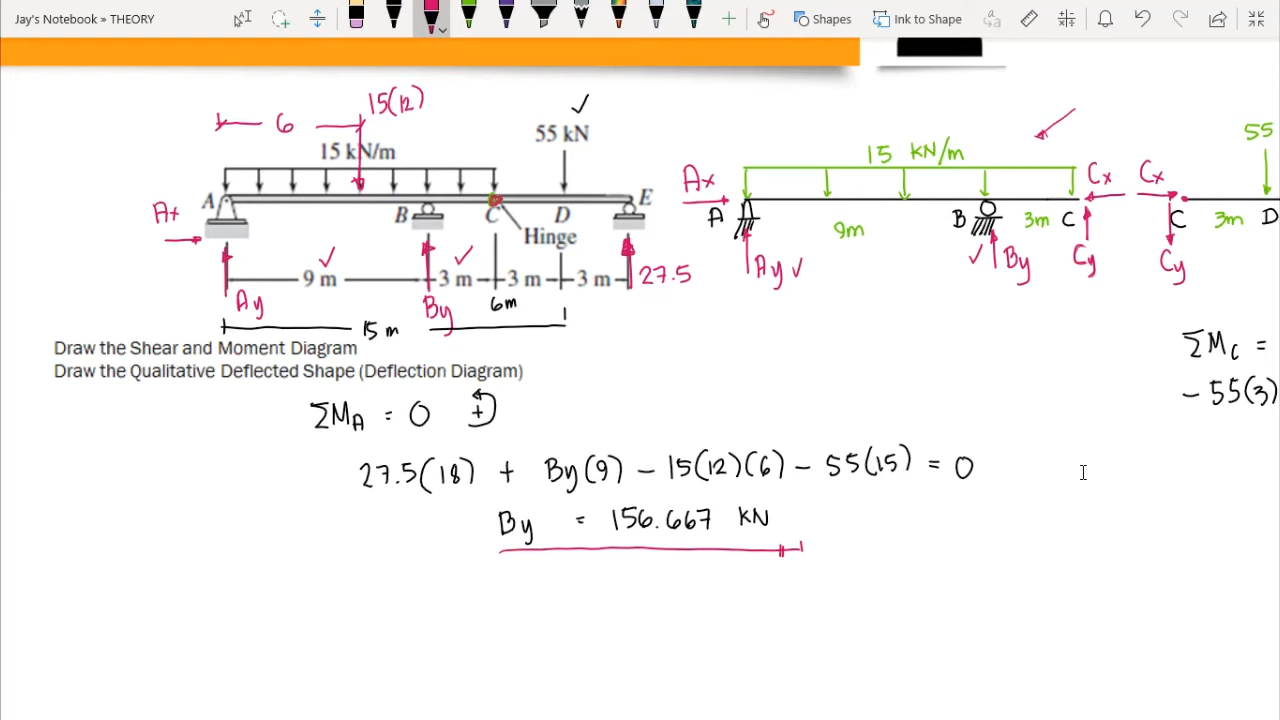 Jay's Notebook » THEORY
Shapes
Ink to Shape
15(12)
6
55 kN
15 kN/m
A
B
C
D
E
Hinge
Ax
Ay
By
9 m
3 m
3 m
3 m
27.5
6m
15 m
15 KN/m
55
Ax
A
Ay
9m
B
By
3m
C
Cx
Cy
Cx
Cy
C
3m
D
Draw the Shear and Moment Diagram
Draw the Qualitative Deflected Shape (Deflection Diagram)
ΣM_A = 0 +
27.5(18) + By(9) - 15(12)(6) - 55(15) = 0
By = 156.667 KN
ΣM_C =
- 55(3)